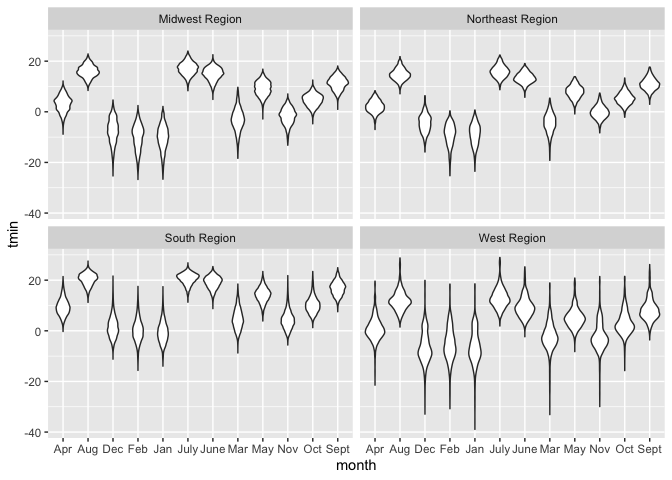 Midwest Region
Northeast Region
20
0
-20
-40
tmin
South Region
West Region
20
0
-20
-40
Apr Aug Dec Feb Jan July June Mar May Nov Oct Sept
Apr Aug Dec Feb Jan July June Mar May Nov Oct Sept
month